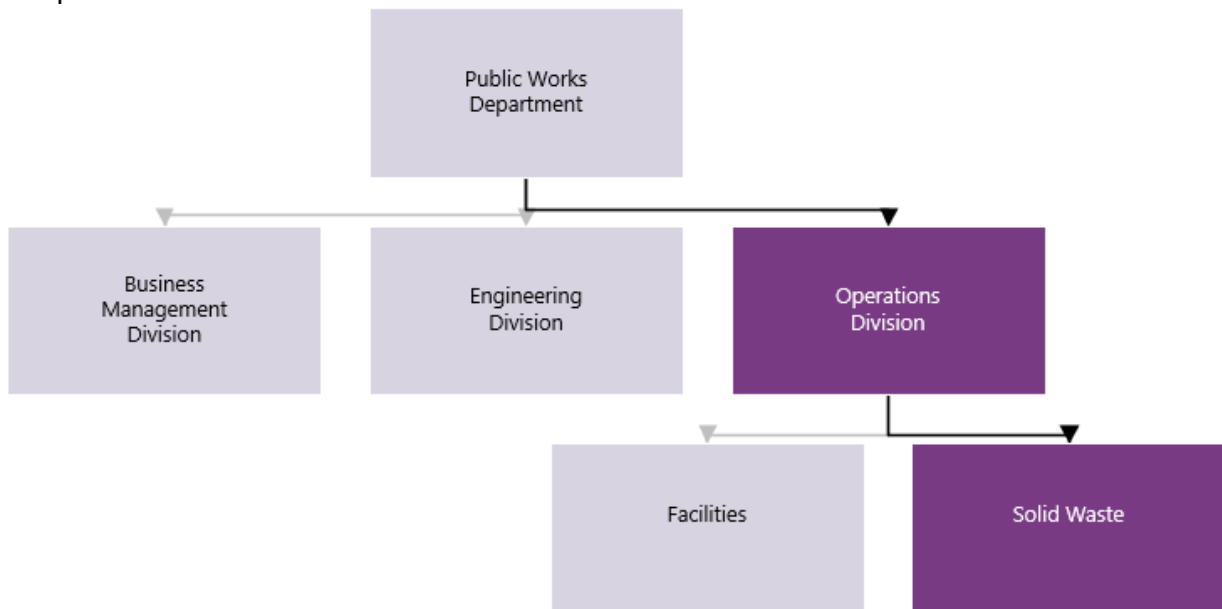 Public Works
Department
Business
Management
Division
Engineering
Division
Operations
Division
Facilities
Solid Waste